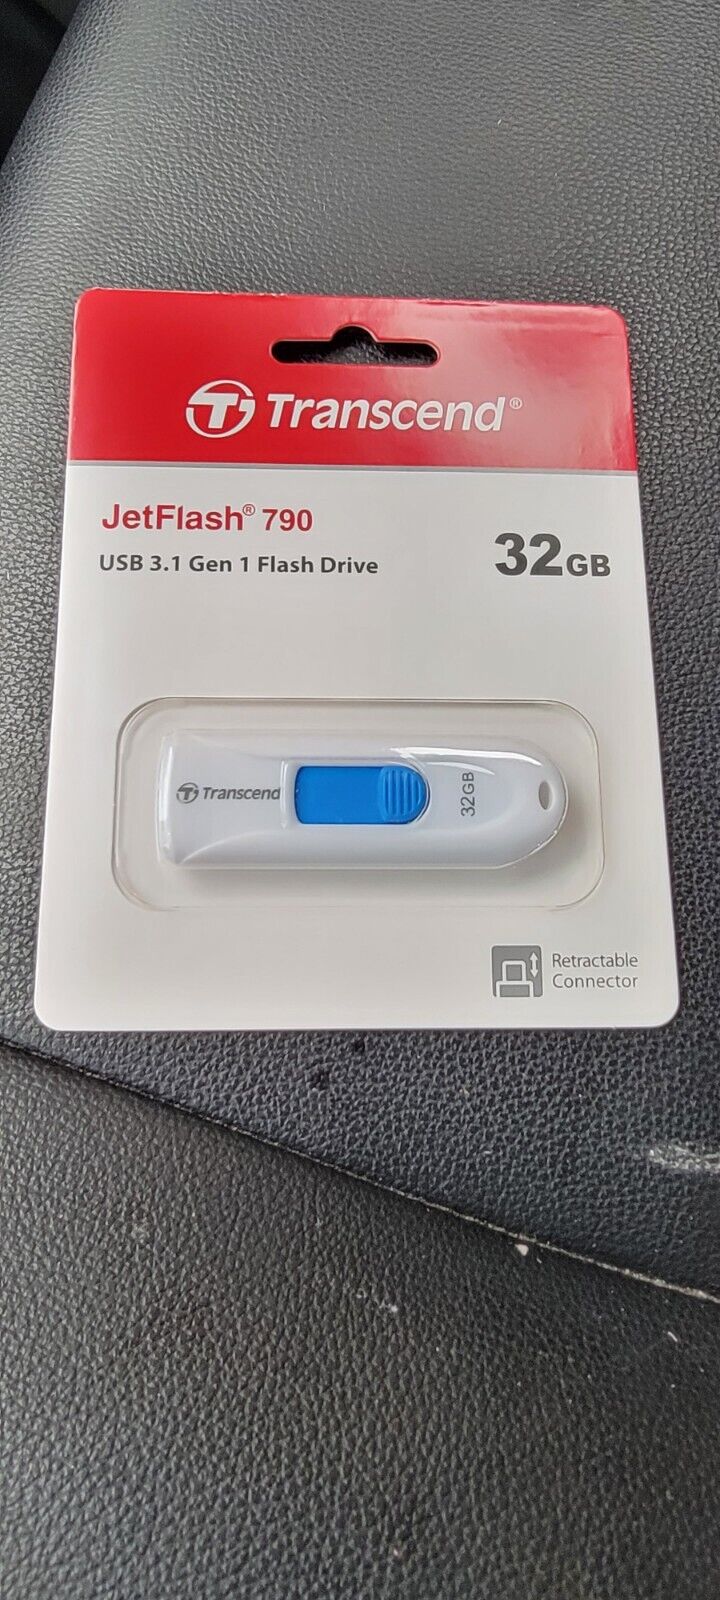 Transcend®
JetFlash® 790
USB 3.1 Gen 1 Flash Drive
32GB
Transcend
32GB
Retractable
Connector